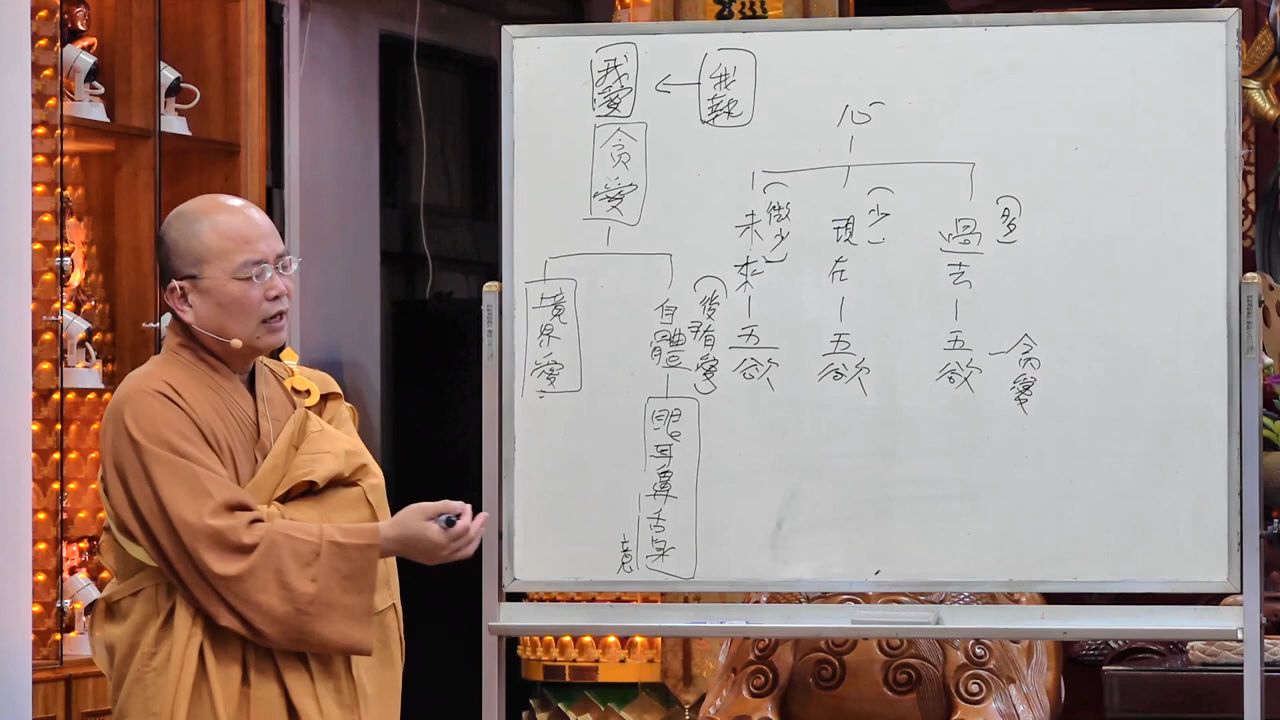 心
過去
(多)
五欲
貪愛
現在
(少)
五欲
未來
(微少)
五欲
我執
我愛
貪愛
自體
(後有愛)
眼耳鼻舌身
意
境界愛